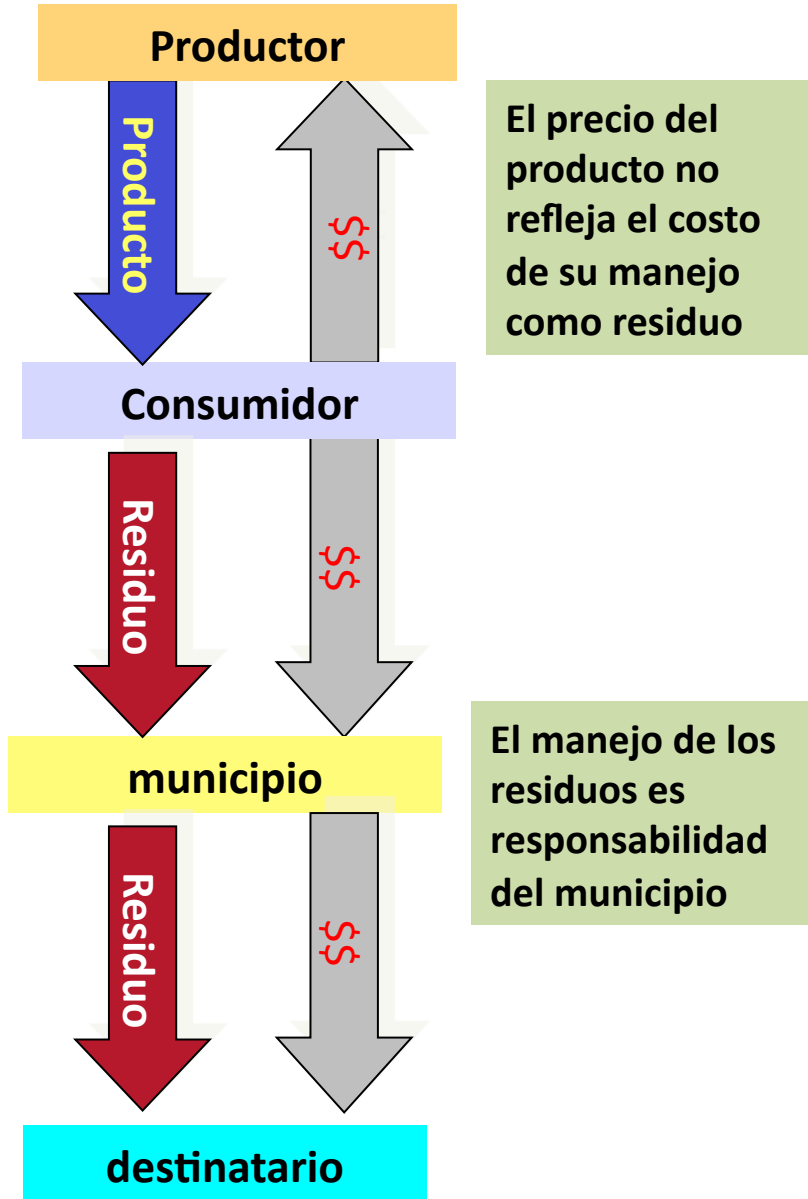 Productor
Producto
$$
El precio del
producto no
refleja el costo
de su manejo
como residuo
Consumidor
Residuo
$$
municipio
El manejo de los
residuos es
responsabilidad
del municipio
Residuo
$$
destinatario